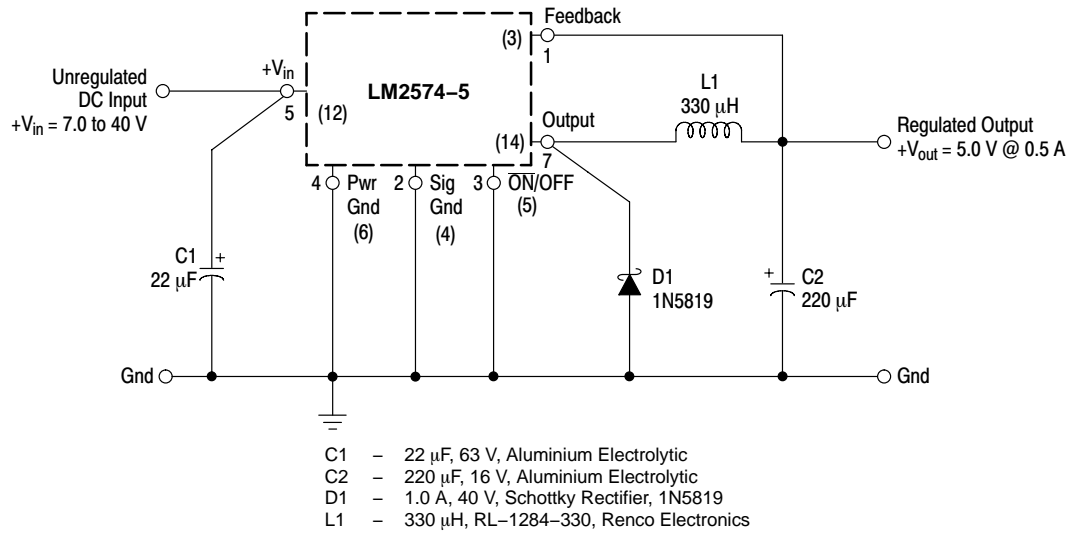 Feedback
(3)
1
+Vin
Unregulated
DC Input
+Vin = 7.0 to 40 V
5
(12)
LM2574–5
L1
330 μH
Output
(14)
7
Regulated Output
+Vout = 5.0 V @ 0.5 A
4 Pwr
Gnd
(6)
2 Sig
Gnd
(4)
3 ON/OFF
(5)
C1
22 μF
+
D1
1N5819
+
C2
220 μF
Gnd
Gnd
C1 – 22 μF, 63 V, Aluminium Electrolytic
C2 – 220 μF, 16 V, Aluminium Electrolytic
D1 – 1.0 A, 40 V, Schottky Rectifier, 1N5819
L1 – 330 μH, RL–1284–330, Renco Electronics